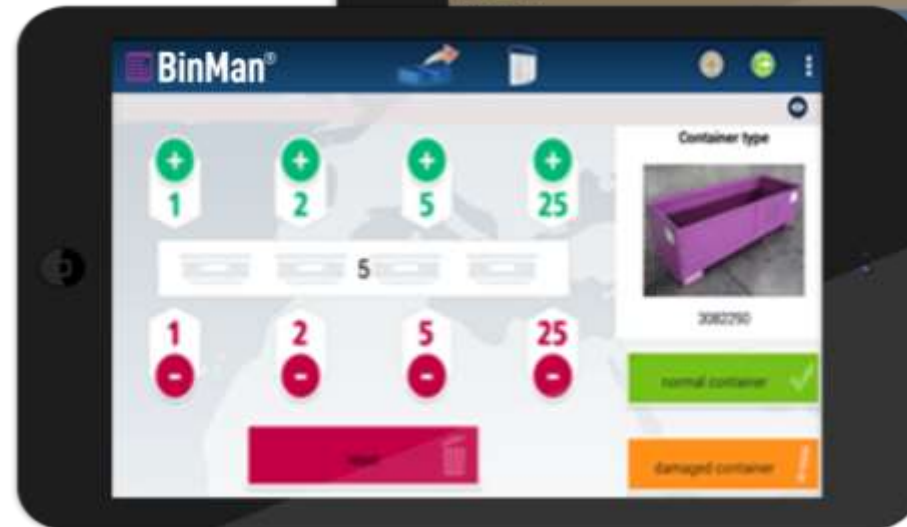 BinMan®
Container type
+ + + +
1 2 5 25
5
3082290
1 2 5 25
- - - -
normal container
damaged container